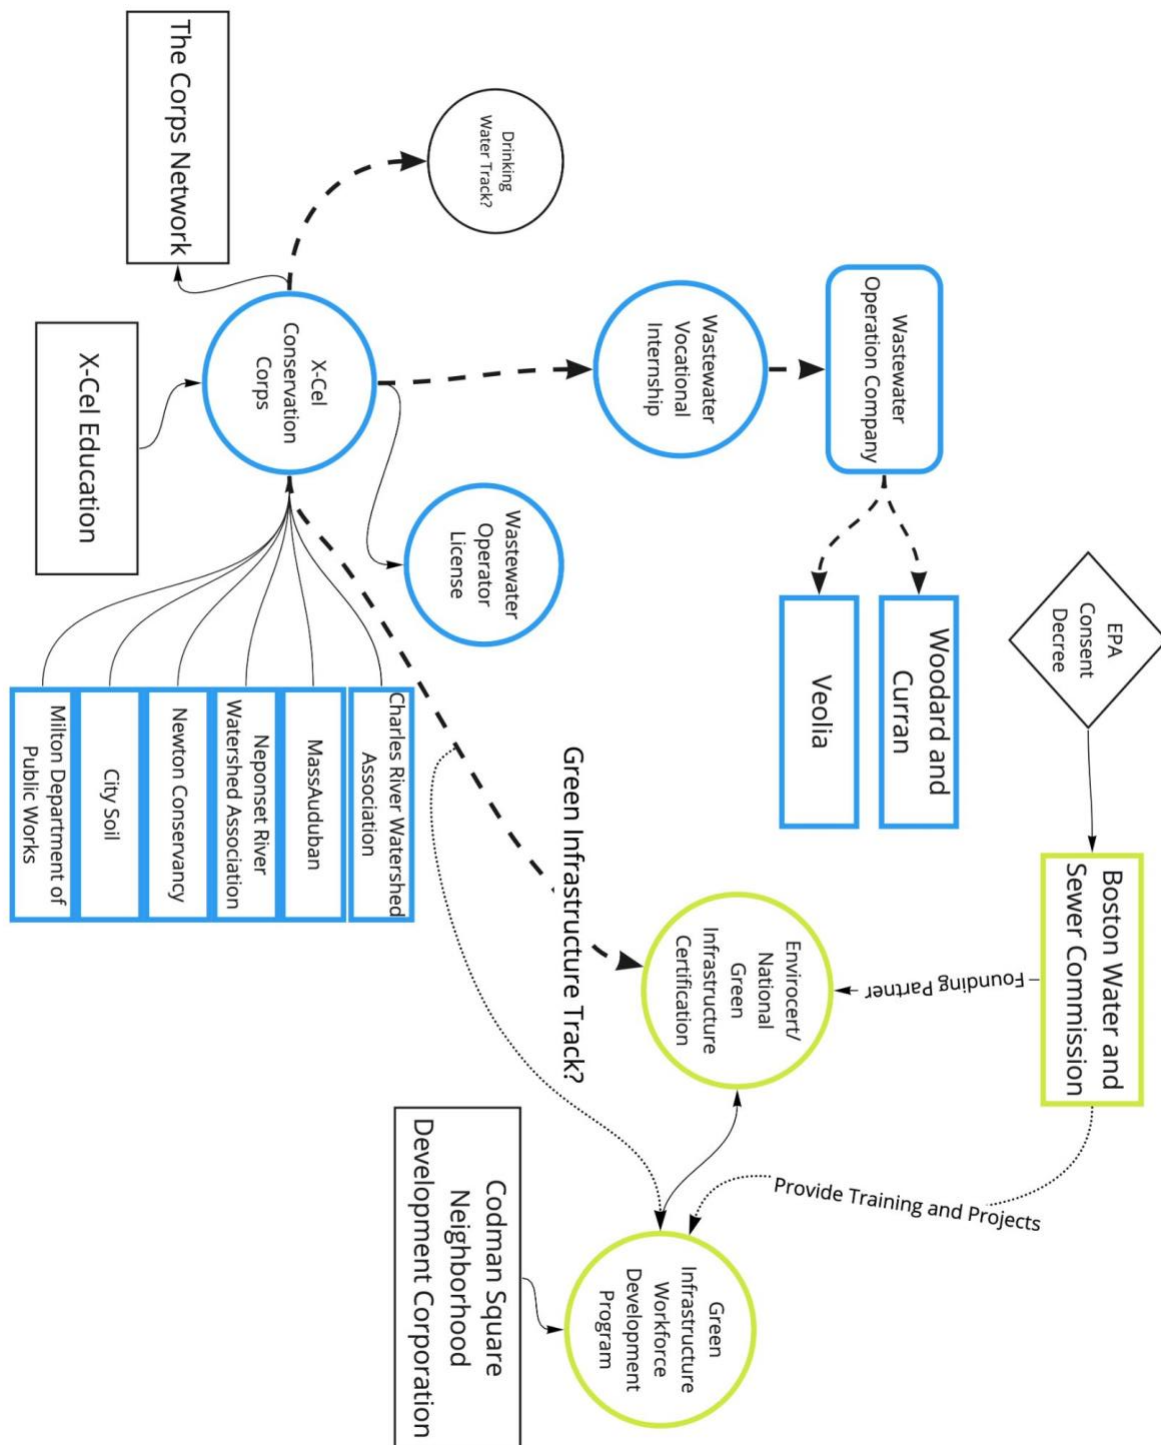 EPA
Consent
Decree
Boston Water and
Sewer Commission
Founding Partner
Provide Training and Projects
Wastewater
Operation Company
Woodard and
Curran
Veolia
Wastewater
Vocational
Internship
Envirocert/
National
Green
Infrastructure
Certification
Green
Infrastructure
Workforce
Development
Program
Drinking
Water Track?
Wastewater
Operator
License
Green Infrastructure Track?
Codman Square
Neighborhood
Development Corporation
X-Cel
Conservation
Corps
The Corps Network
X-Cel Education
Charles River Watershed
Association
MassAuduban
Neponset River
Watershed Association
Newton Conservancy
City Soil
Milton Department of
Public Works